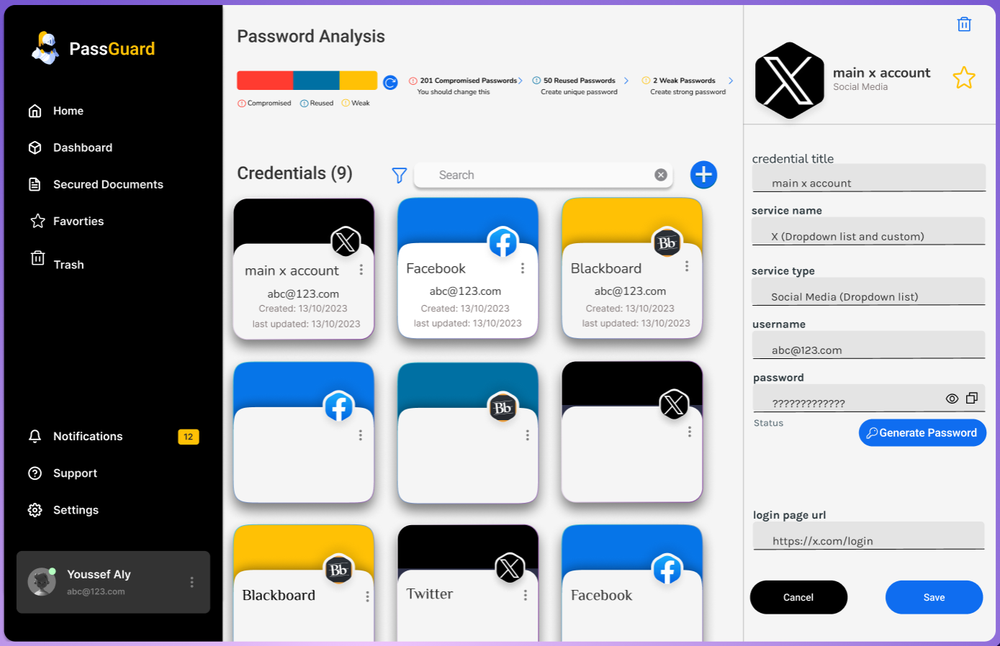 PassGuard
Home
Dashboard
Secured Documents
Favorties
Trash
Notifications
12
Support
Settings
Youssef Aly
abc@123.com
Password Analysis
Compromised
Reused
Weak
201 Compromised Passwords
You should change this
50 Reused Passwords
Create unique password
2 Weak Passwords
Create strong password
Credentials (9)
Search
main x account
abc@123.com
Created: 13/10/2023
last updated: 13/10/2023
Facebook
abc@123.com
Created: 13/10/2023
last updated: 13/10/2023
Bb
Blackboard
abc@123.com
Created: 13/10/2023
last updated: 13/10/2023
Bb
Bb
Blackboard
Twitter
Facebook
main x account
Social Media
credential title
main x account
service name
X (Dropdown list and custom)
service type
Social Media (Dropdown list)
username
abc@123.com
password
?????????????
Status
Generate Password
login page url
https://x.com/login
Cancel
Save